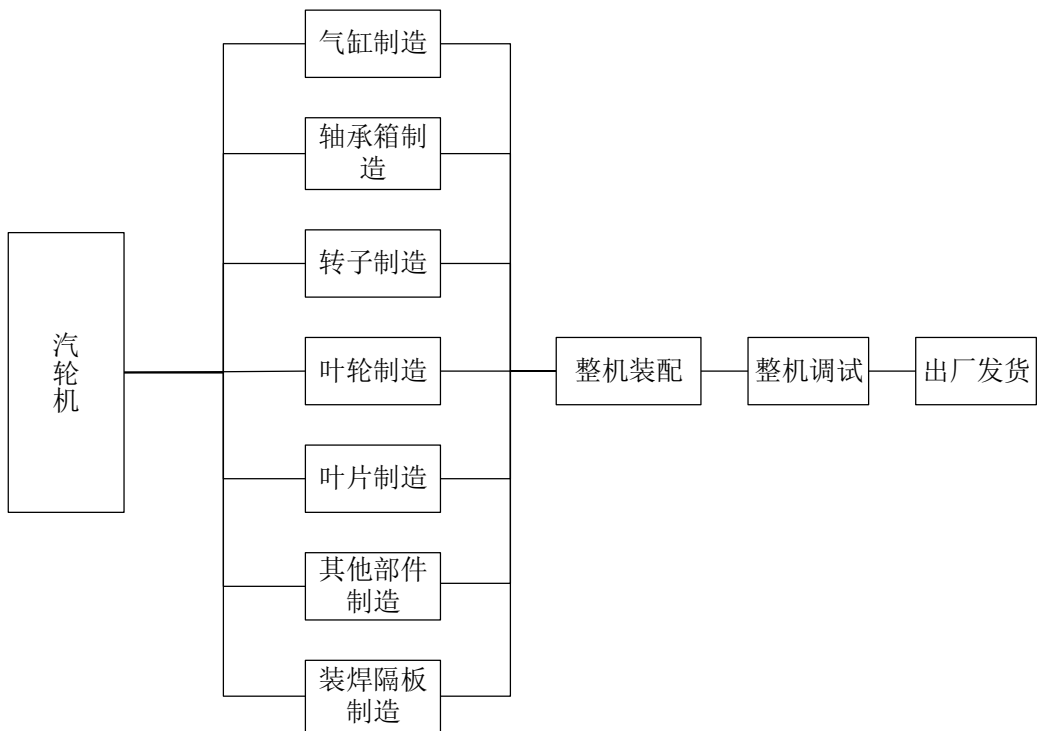 气缸制造
轴承箱制
造
转子制造
汽
轮
机
叶轮制造
整机装配
整机调试
出厂发货
叶片制造
其他部件
制造
装焊隔板
制造